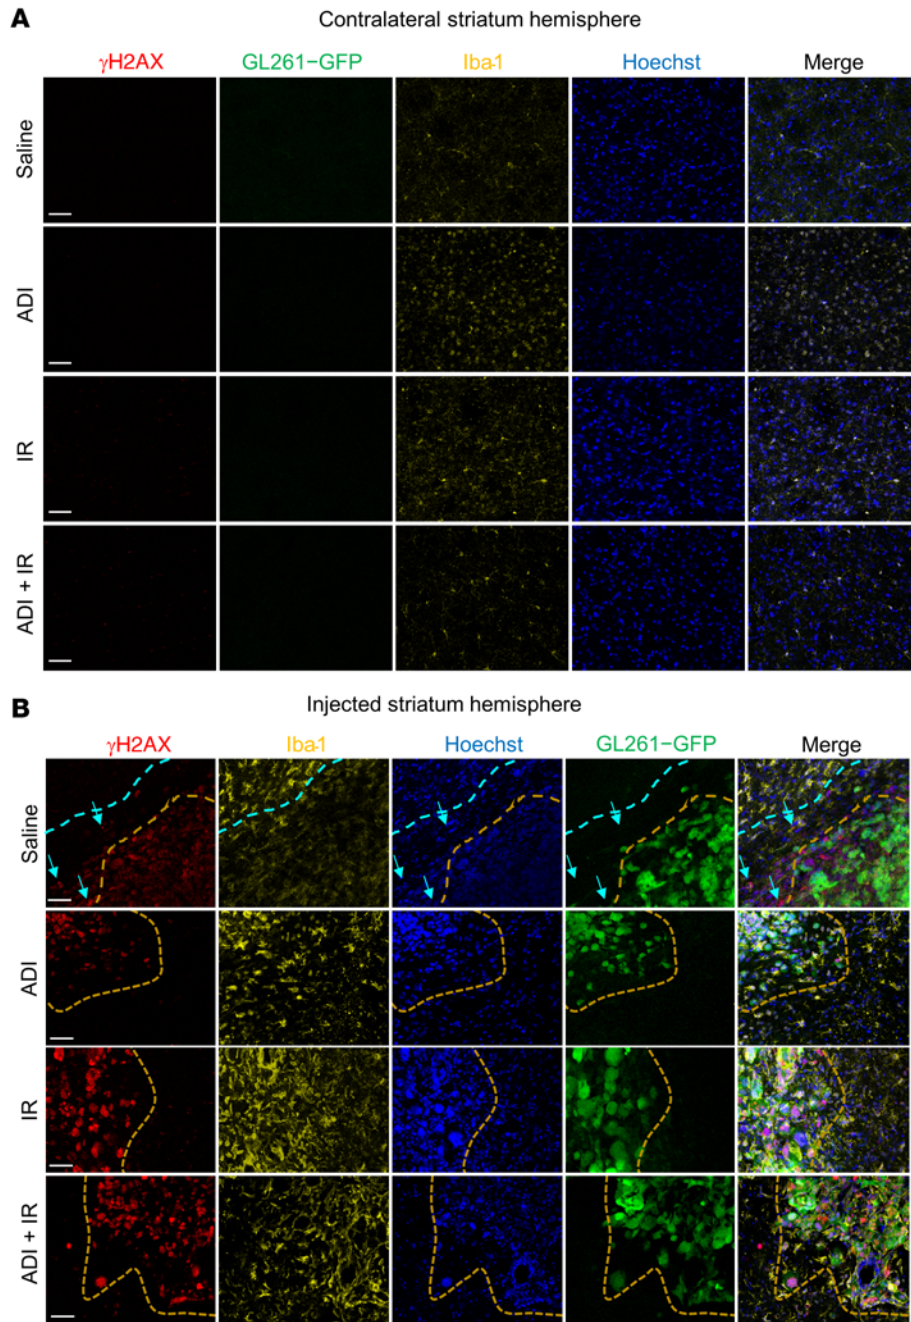 A
Contralateral striatum hemisphere
γH2AX GL261–GFP Iba-1 Hoechst Merge
Saline
ADI
IR
ADI + IR
B
Injected striatum hemisphere
γH2AX Iba-1 Hoechst GL261–GFP Merge
Saline
ADI
IR
ADI + IR